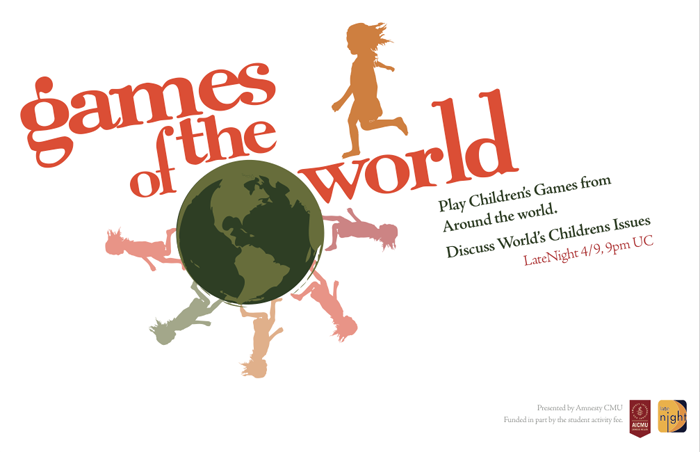 games
of the
world
Play Children's Games from
Around the world.
Discuss World's Childrens Issues
LateNight 4/9, 9pm UC
Presented by Amnesty CMU
Funded in part by the student activity fee.
AICMU
night